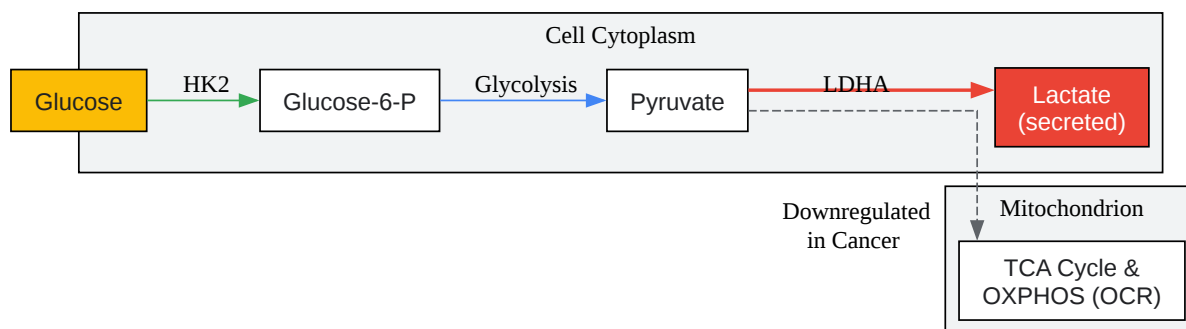 Cell Cytoplasm
Glucose
HK2
Glucose-6-P
Glycolysis
Pyruvate
LDHA
Lactate
(secreted)
Downregulated
in Cancer
Mitochondrion
TCA Cycle &
OXPHOS (OCR)